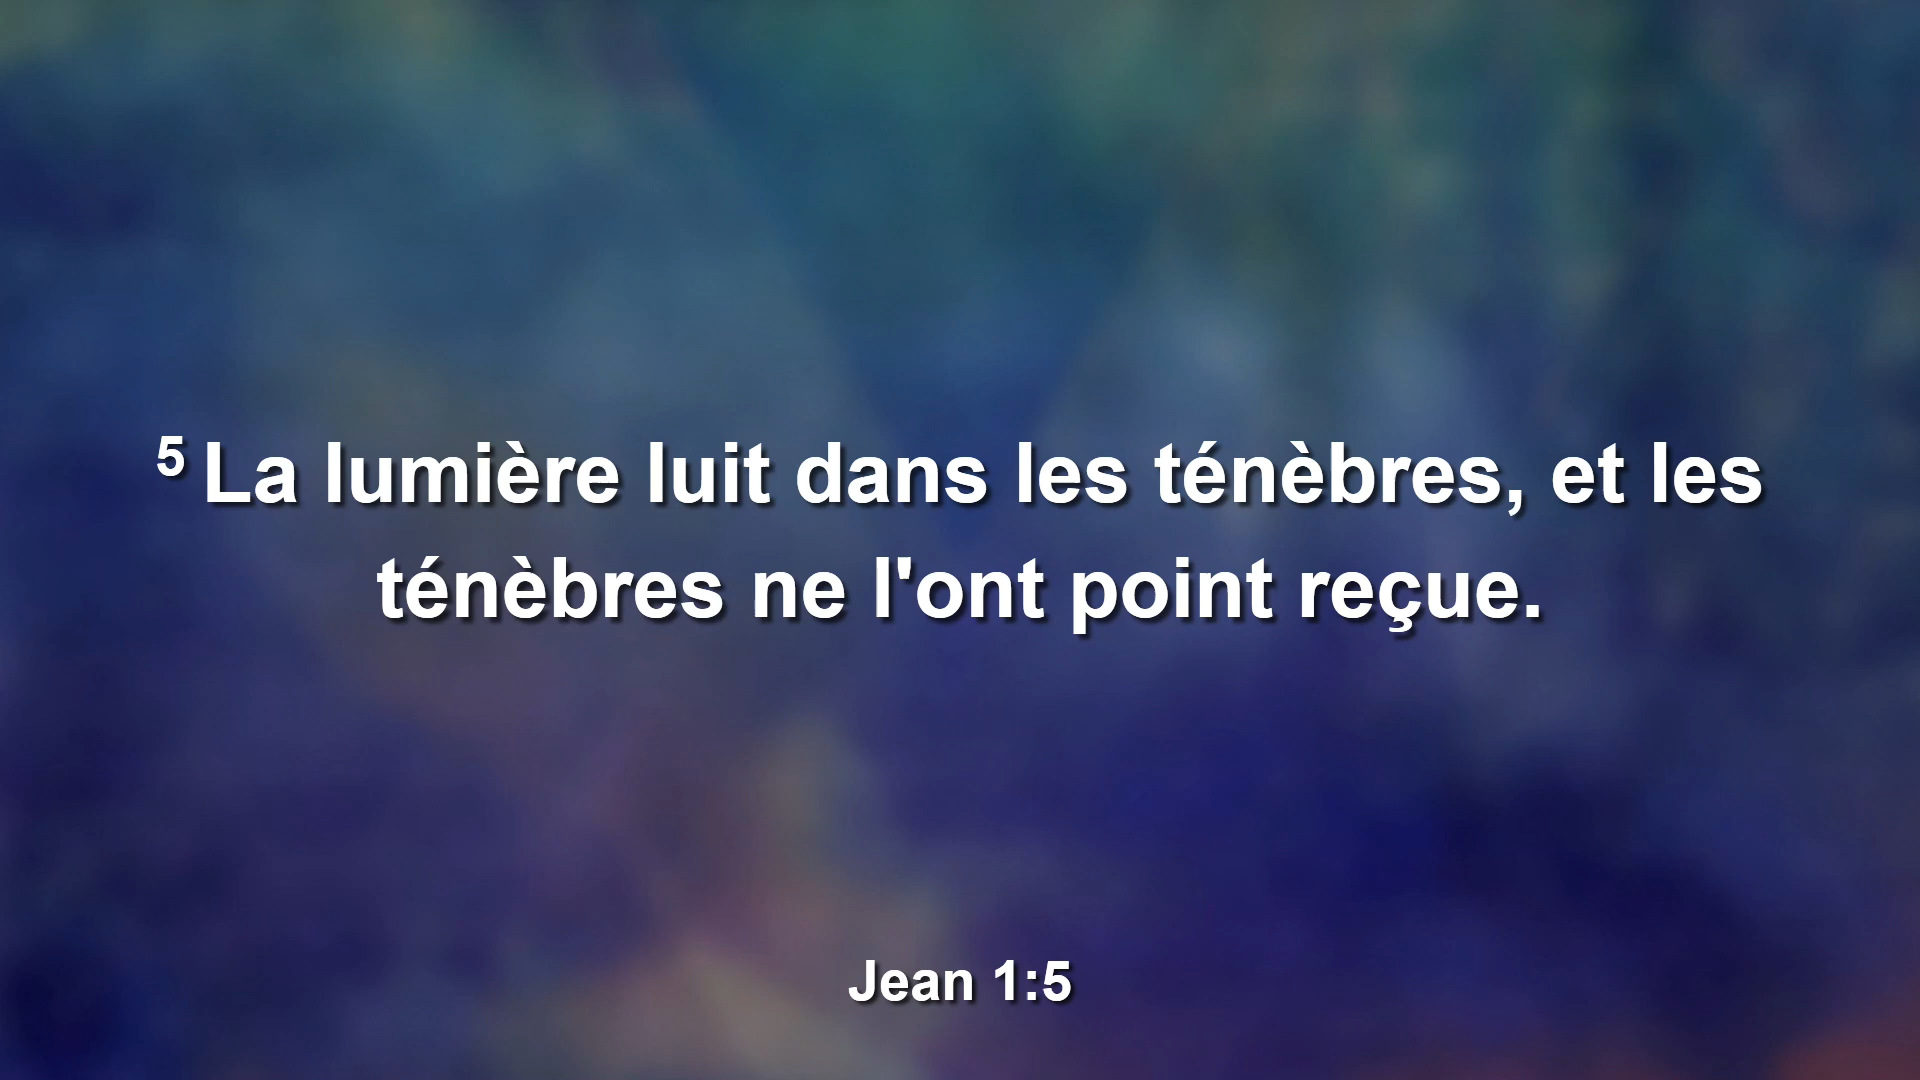 5 La lumière luit dans les ténèbres, et les
ténèbres ne l'ont point reçue.
Jean 1:5